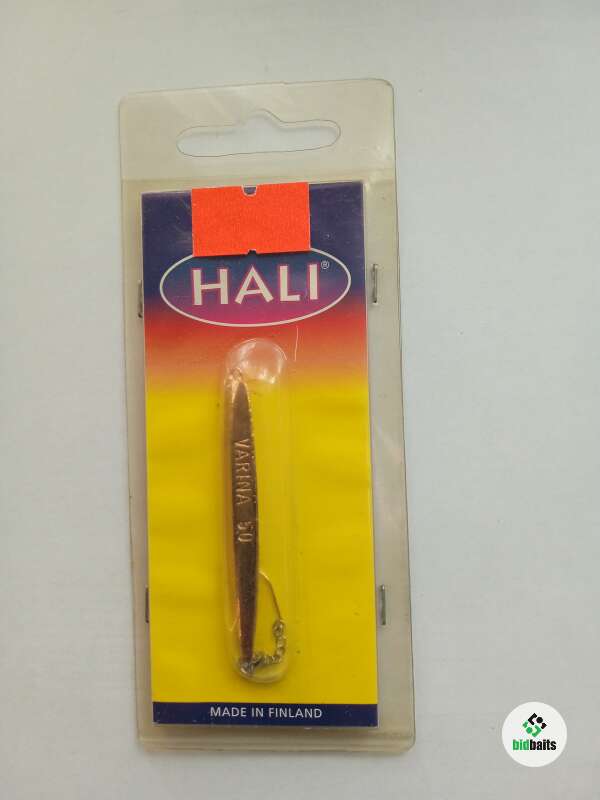 HALI®
VÄRINÄ 50
MADE IN FINLAND
bidbaits